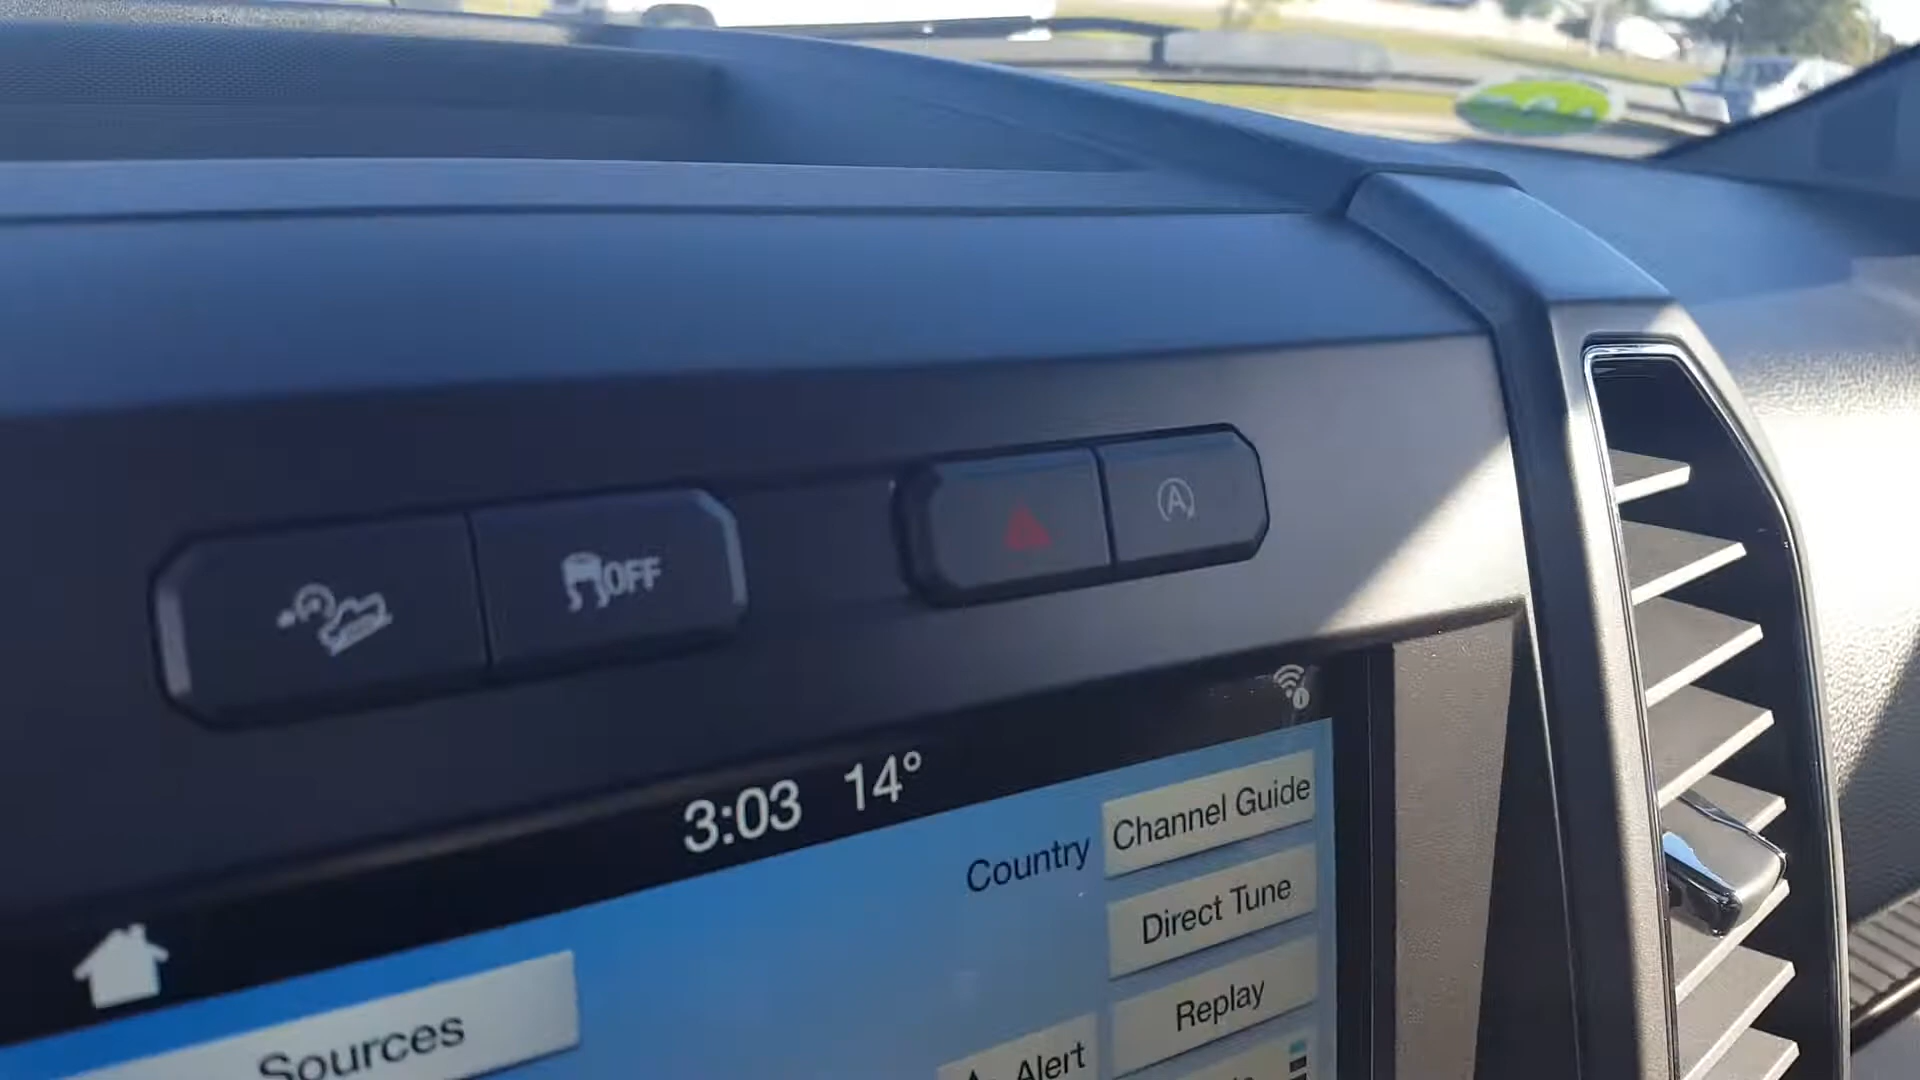 OFF
A
3:03 14°
Country
Channel Guide
Direct Tune
Replay
Sources
Alert